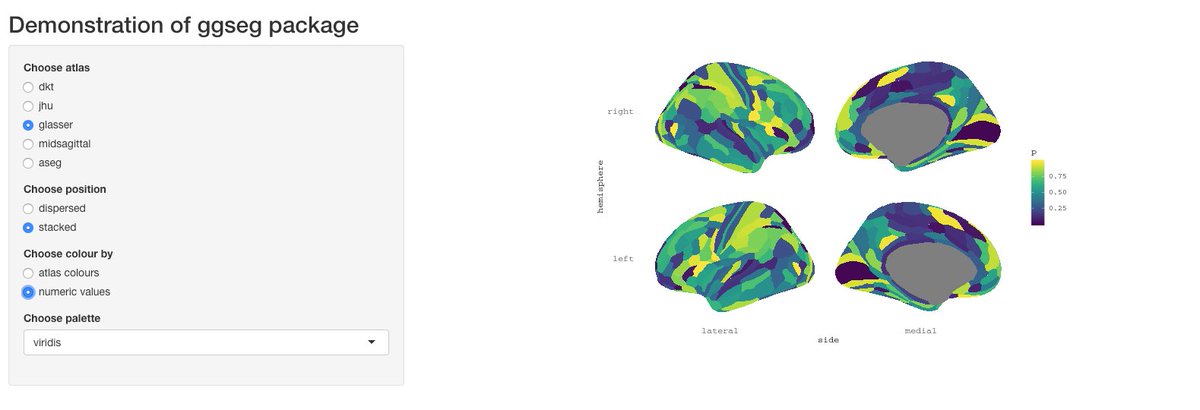 Demonstration of ggseg package
Choose atlas
dkt
jhu
glasser
midsagittal
aseg
Choose position
dispersed
stacked
Choose colour by
atlas colours
numeric values
Choose palette
viridis
right
left
hemisphere
lateral
medial
side
P
0.75
0.50
0.25